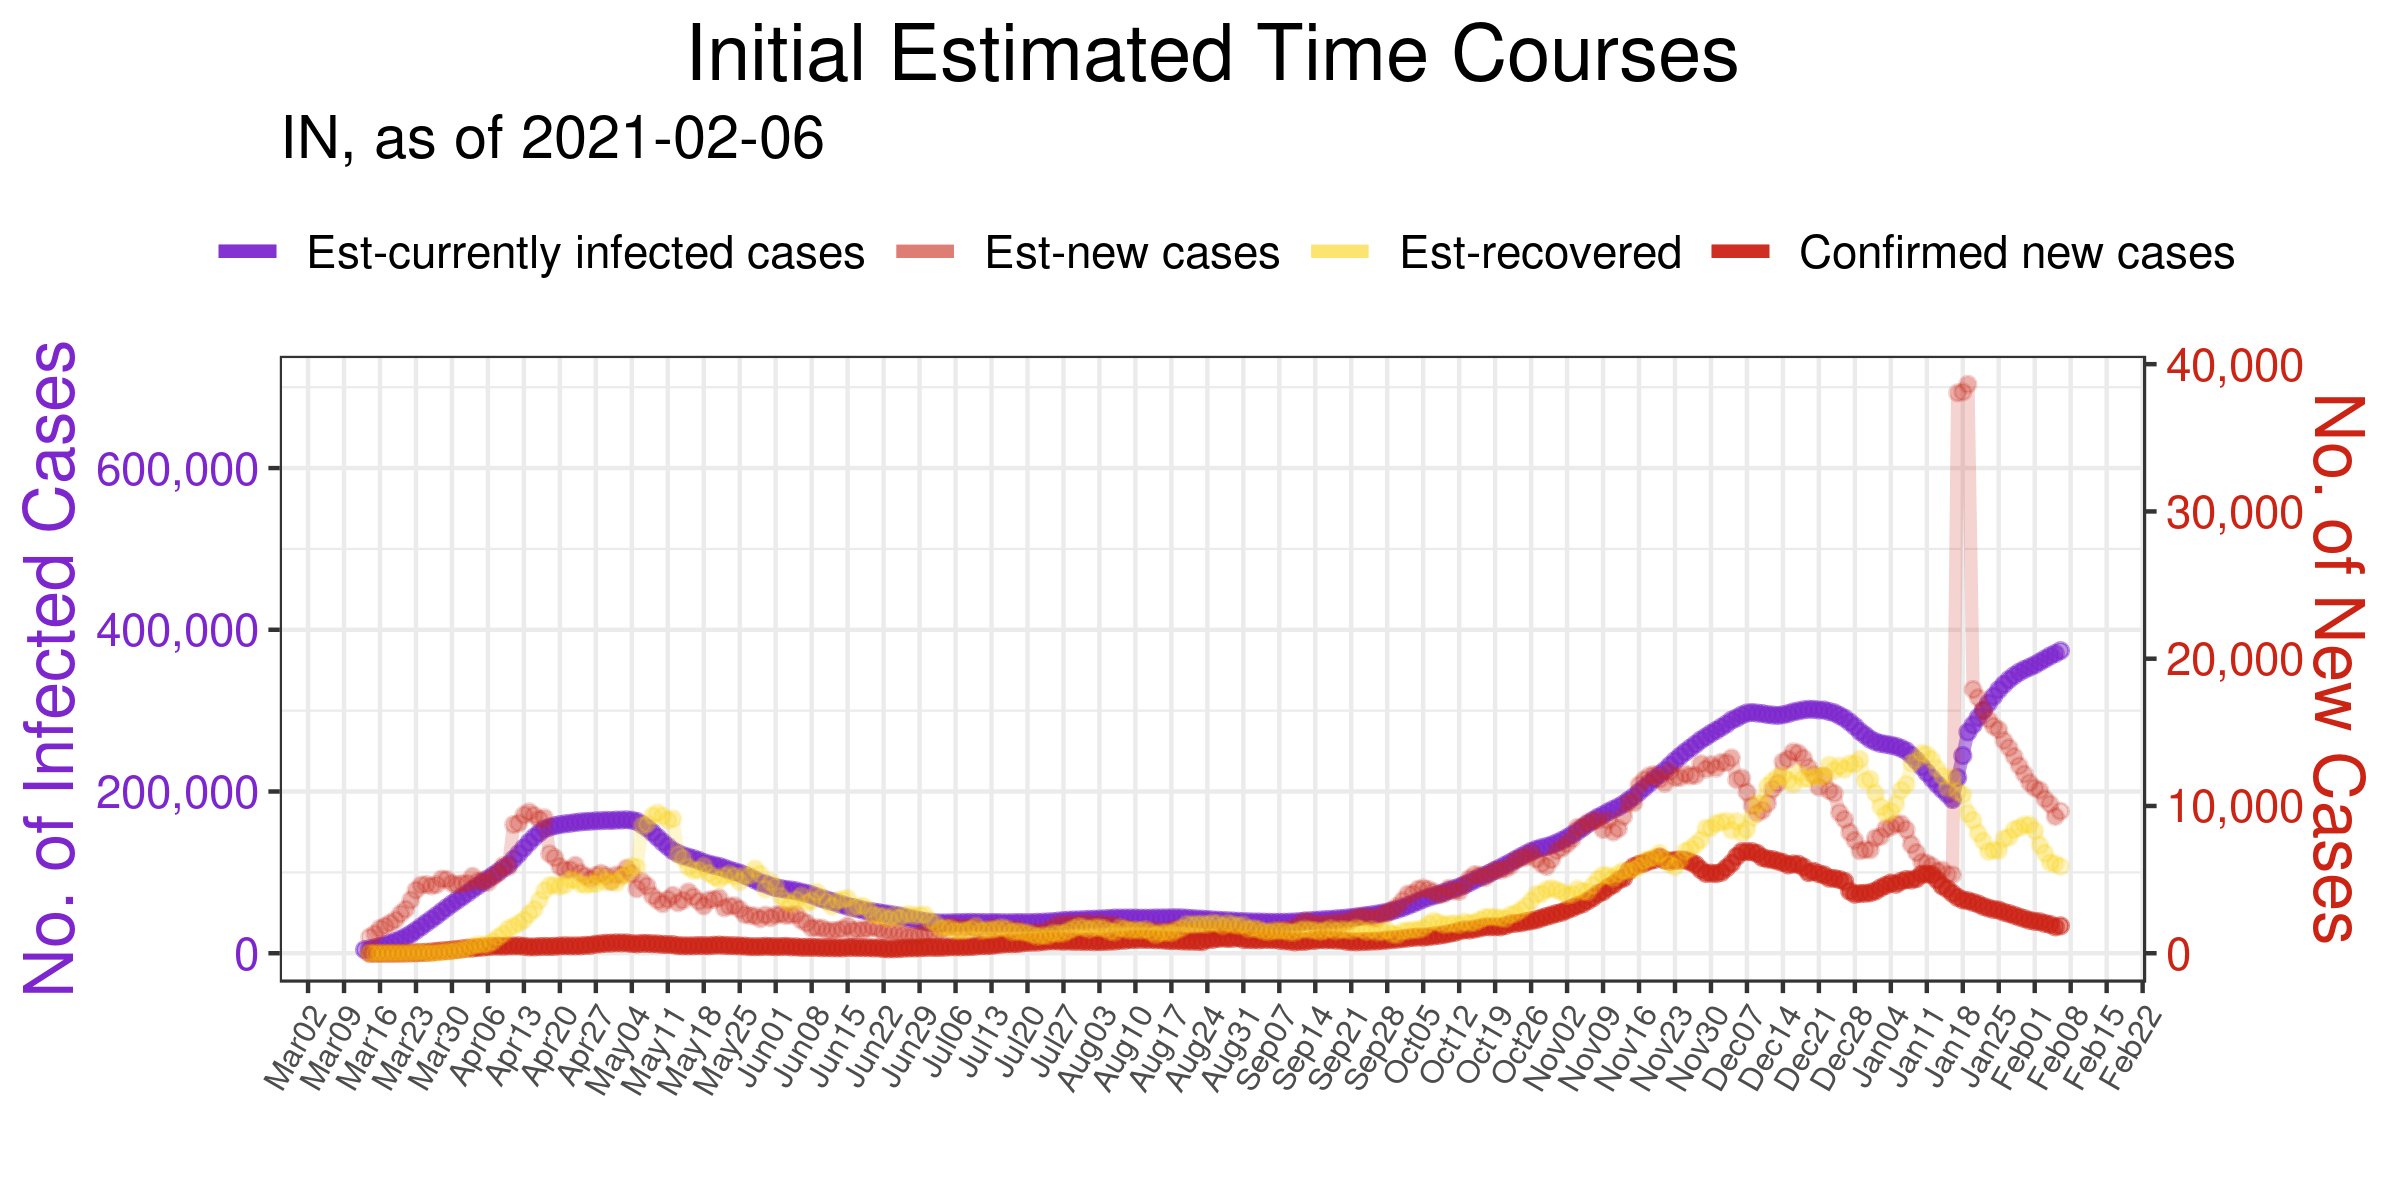 Initial Estimated Time Courses
IN, as of 2021-02-06
Est-currently infected cases Est-new cases Est-recovered Confirmed new cases
No. of Infected Cases
600,000
400,000
200,000
0
40,000
30,000
20,000
10,000
0
No. of New Cases
Mar02 Mar09 Mar16 Mar23 Mar30 Apr06 Apr13 Apr20 Apr27 May04 May11 May18 May25 Jun01 Jun08 Jun15 Jun22 Jun29 Jul06 Jul13 Jul20 Jul27 Aug03 Aug10 Aug17 Aug24 Aug31 Sep07 Sep14 Sep21 Sep28 Oct05 Oct12 Oct19 Oct26 Nov02 Nov09 Nov16 Nov23 Nov30 Dec07 Dec14 Dec21 Dec28 Jan04 Jan11 Jan18 Jan25 Feb01 Feb08 Feb15 Feb22